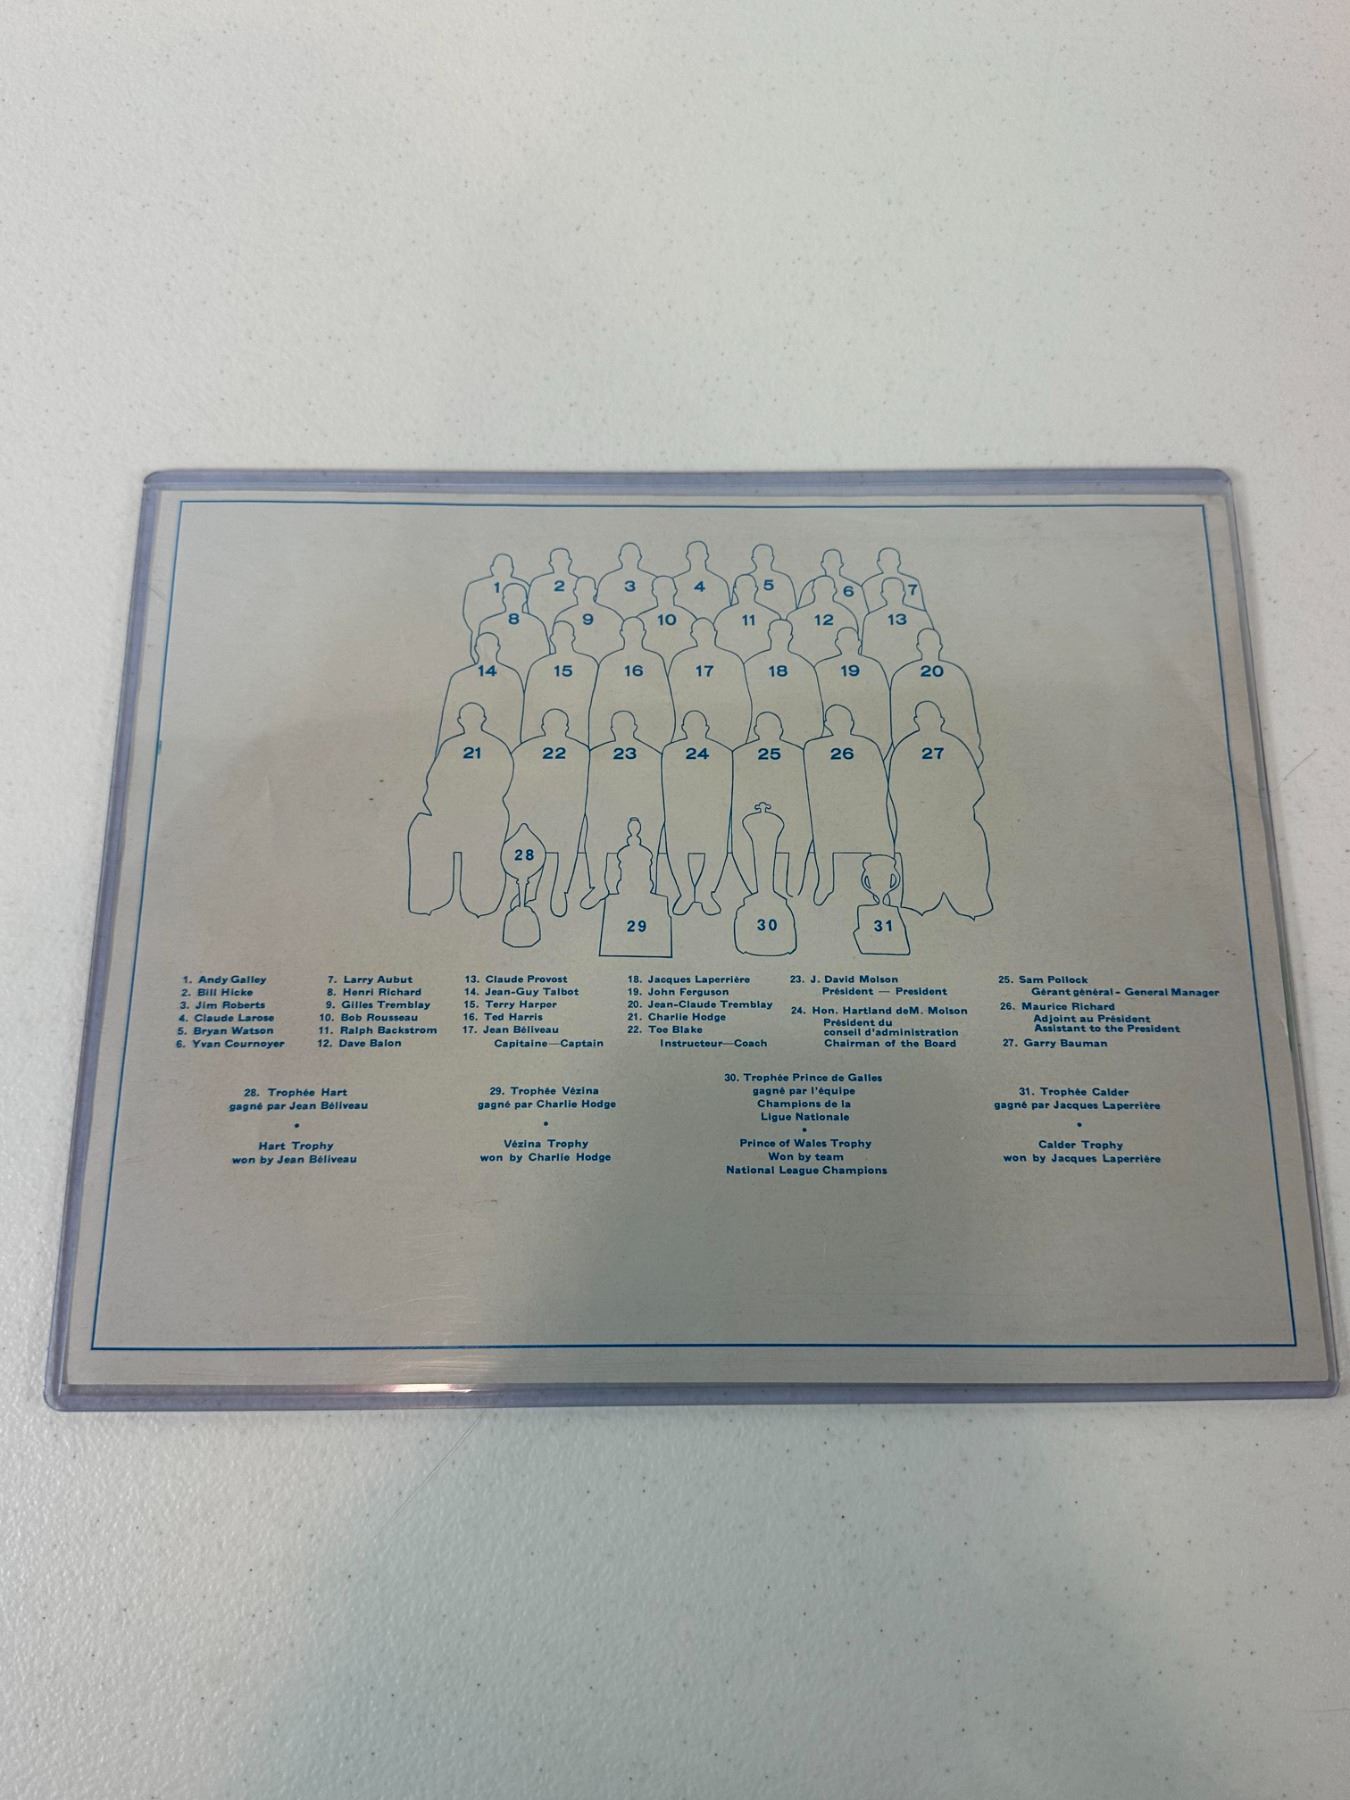 1 2 3 4 5 6 7
8 9 10 11 12 13
14 15 16 17 18 19 20
21 22 23 24 25 26 27
28 29 30 31
1. Andy Galley
2. Bill Hicke
3. Jim Roberts
4. Claude Larose
5. Bryan Watson
6. Yvan Cournoyer
7. Larry Aubut
8. Henri Richard
9. Gilles Tremblay
10. Bob Rousseau
11. Ralph Backstrom
12. Dave Balon
13. Claude Provost
14. Jean-Guy Talbot
15. Terry Harper
16. Ted Harris
17. Jean Béliveau
Capitaine—Captain
18. Jacques Laperrière
19. John Ferguson
20. Jean-Claude Tremblay
21. Charlie Hodge
22. Toe Blake
Instructeur—Coach
23. J. David Molson
Président — President
24. Hon. Hartland deM. Molson
Président du
conseil d'administration
Chairman of the Board
25. Sam Pollock
Gérant général - General Manager
26. Maurice Richard
Adjoint au Président
Assistant to the President
27. Garry Bauman
28. Trophée Hart
gagné par Jean Béliveau
•
Hart Trophy
won by Jean Béliveau
29. Trophée Vézina
gagné par Charlie Hodge
•
Vézina Trophy
won by Charlie Hodge
30. Trophée Prince de Galles
gagné par l'équipe
Champions de la
Ligue Nationale
•
Prince of Wales Trophy
Won by team
National League Champions
31. Trophée Calder
gagné par Jacques Laperrière
•
Calder Trophy
won by Jacques Laperrière